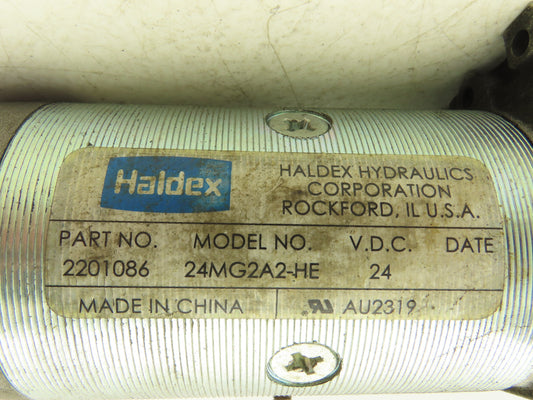 Haldex
HALDEX HYDRAULICS
CORPORATION
ROCKFORD, IL U.S.A.
PART NO. MODEL NO. V.D.C. DATE
2201086 24MG2A2-HE 24
MADE IN CHINA AU2319